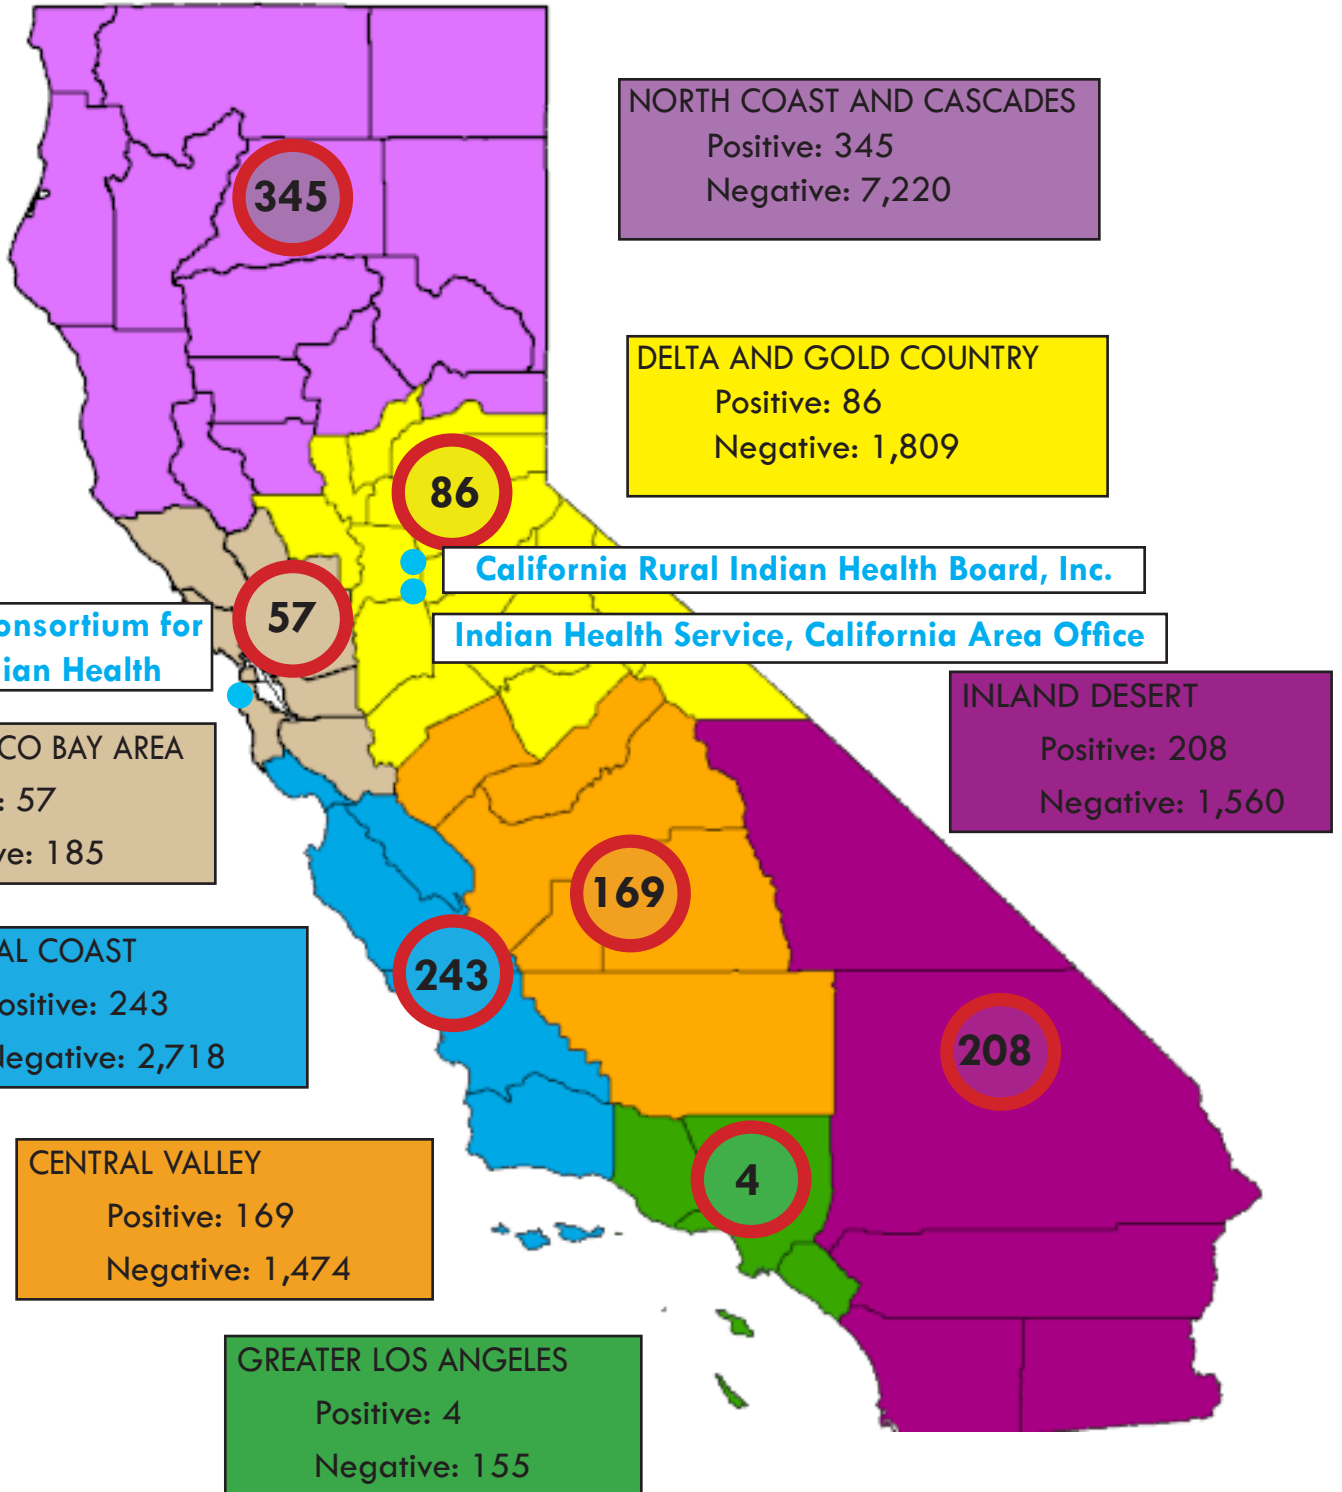 NORTH COAST AND CASCADES
Positive: 345
Negative: 7,220
345
DELTA AND GOLD COUNTRY
Positive: 86
Negative: 1,809
86
California Rural Indian Health Board, Inc.
57
onsortium for
ian Health
Indian Health Service, California Area Office
INLAND DESERT
Positive: 208
Negative: 1,560
CO BAY AREA
: 57
ve: 185
169
AL COAST
ositive: 243
Negative: 2,718
243
208
CENTRAL VALLEY
Positive: 169
Negative: 1,474
4
GREATER LOS ANGELES
Positive: 4
Negative: 155